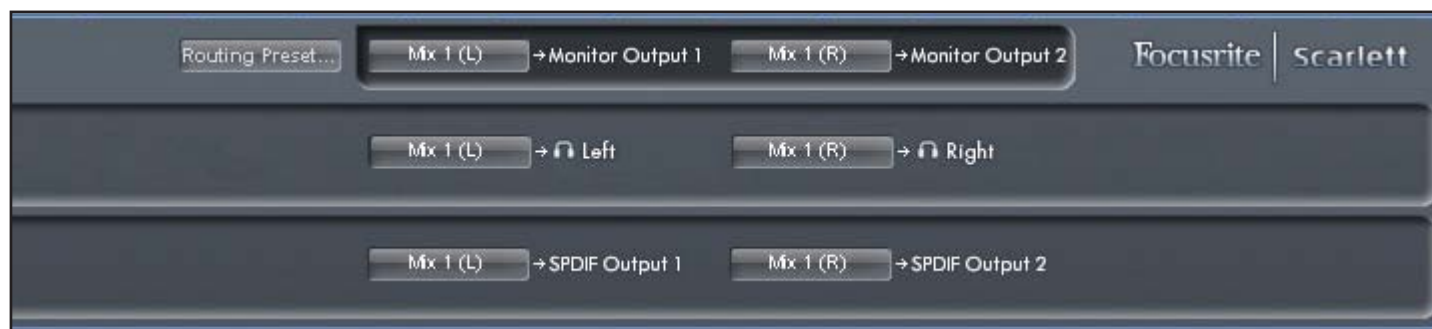 Routing Preset... Mix 1 (L) → Monitor Output 1 Mix 1 (R) → Monitor Output 2 Focusrite | Scarlett
Mix 1 (L) → Left Mix 1 (R) → Right
Mix 1 (L) → SPDIF Output 1 Mix 1 (R) → SPDIF Output 2